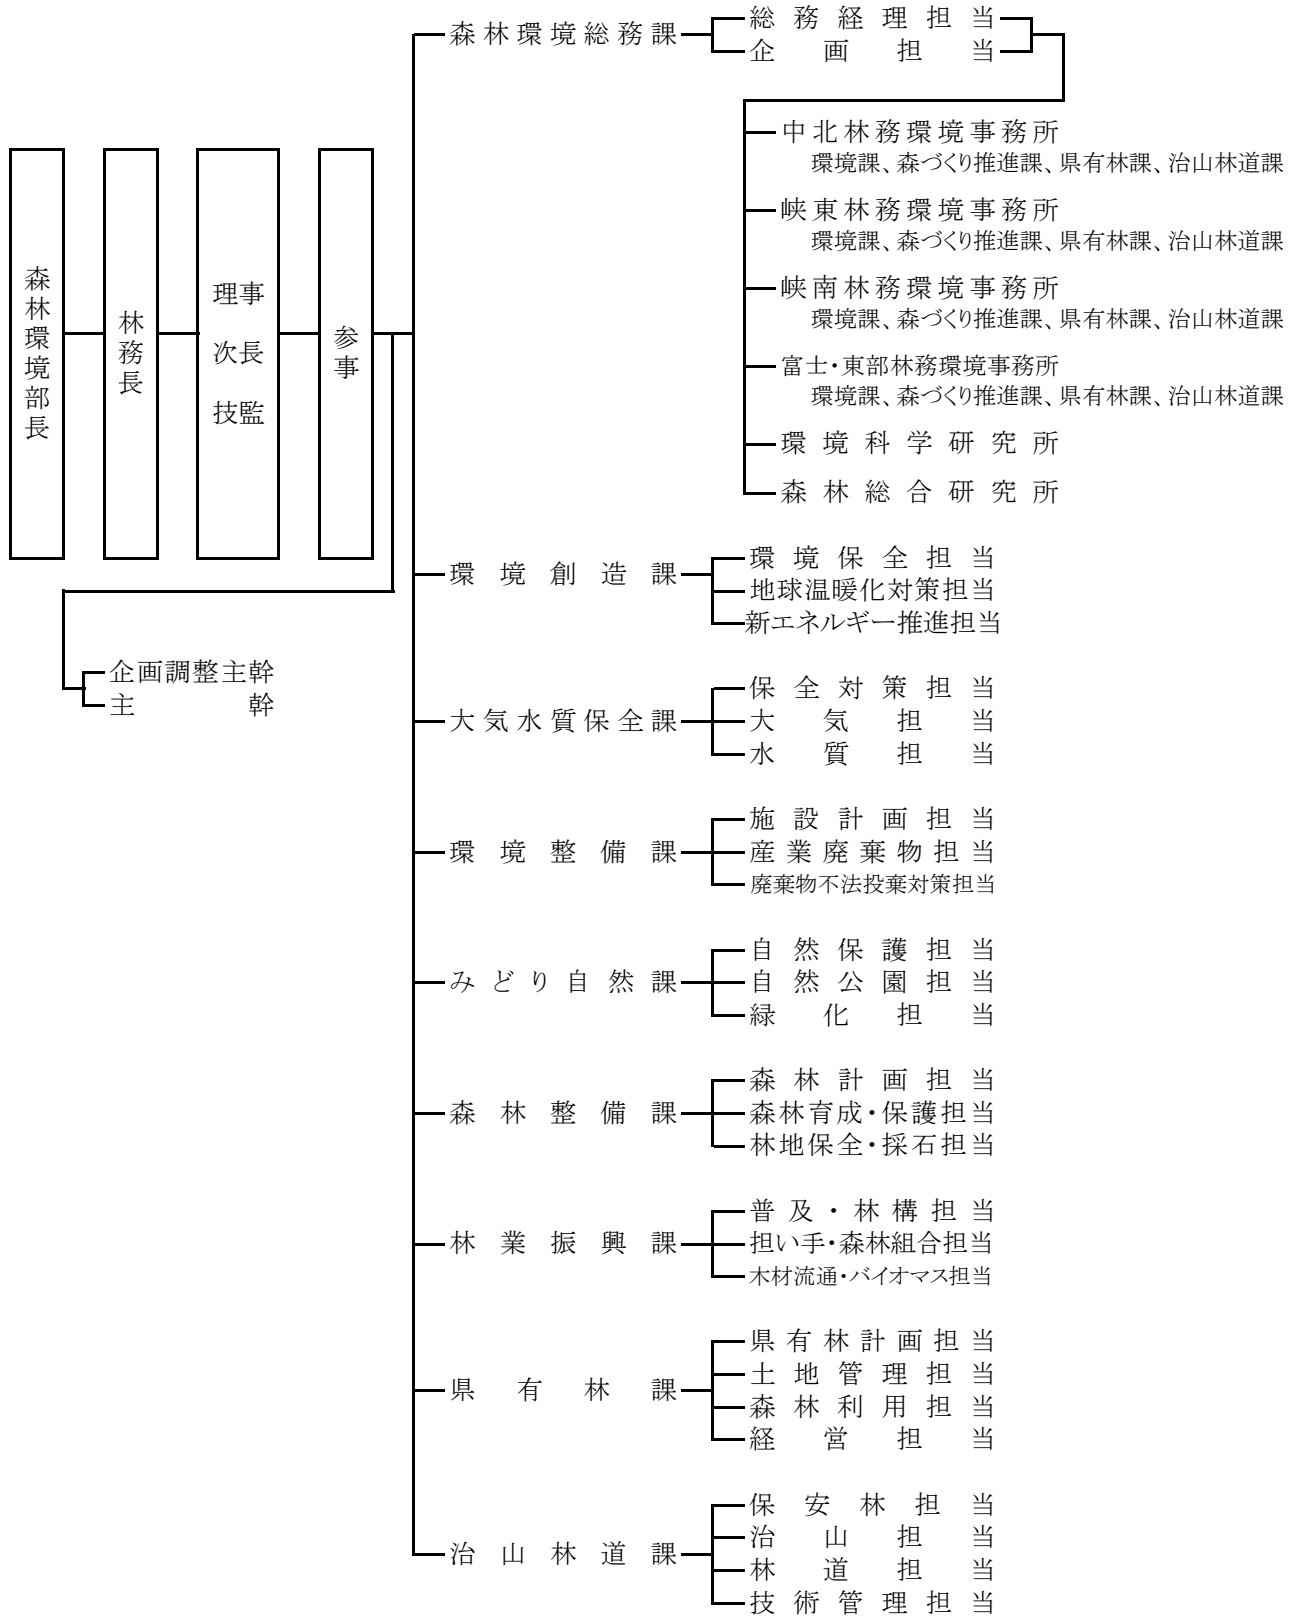 森林環境部長
林務長
理事
次長
技監
参事
企画調整主幹
主幹
森林環境総務課
総務経理担当
企画担当
中北林務環境事務所
環境課、森づくり推進課、県有林課、治山林道課
峡東林務環境事務所
環境課、森づくり推進課、県有林課、治山林道課
峡南林務環境事務所
環境課、森づくり推進課、県有林課、治山林道課
富士・東部林務環境事務所
環境課、森づくり推進課、県有林課、治山林道課
環境科学研究所
森林総合研究所
環境創造課
環境保全担当
地球温暖化対策担当
新エネルギー推進担当
大気水質保全課
保全対策担当
大気担当
水質担当
環境整備課
施設計画担当
産業廃棄物担当
廃棄物不法投棄対策担当
みどり自然課
自然保護担当
自然公園担当
緑化担当
森林整備課
森林計画担当
森林育成・保護担当
林地保全・採石担当
林業振興課
普及・林構担当
担い手・森林組合担当
木材流通・バイオマス担当
県有林課
県有林計画担当
土地管理担当
森林利用担当
経営担当
治山林道課
保安林担当
治山担当
林道担当
技術管理担当